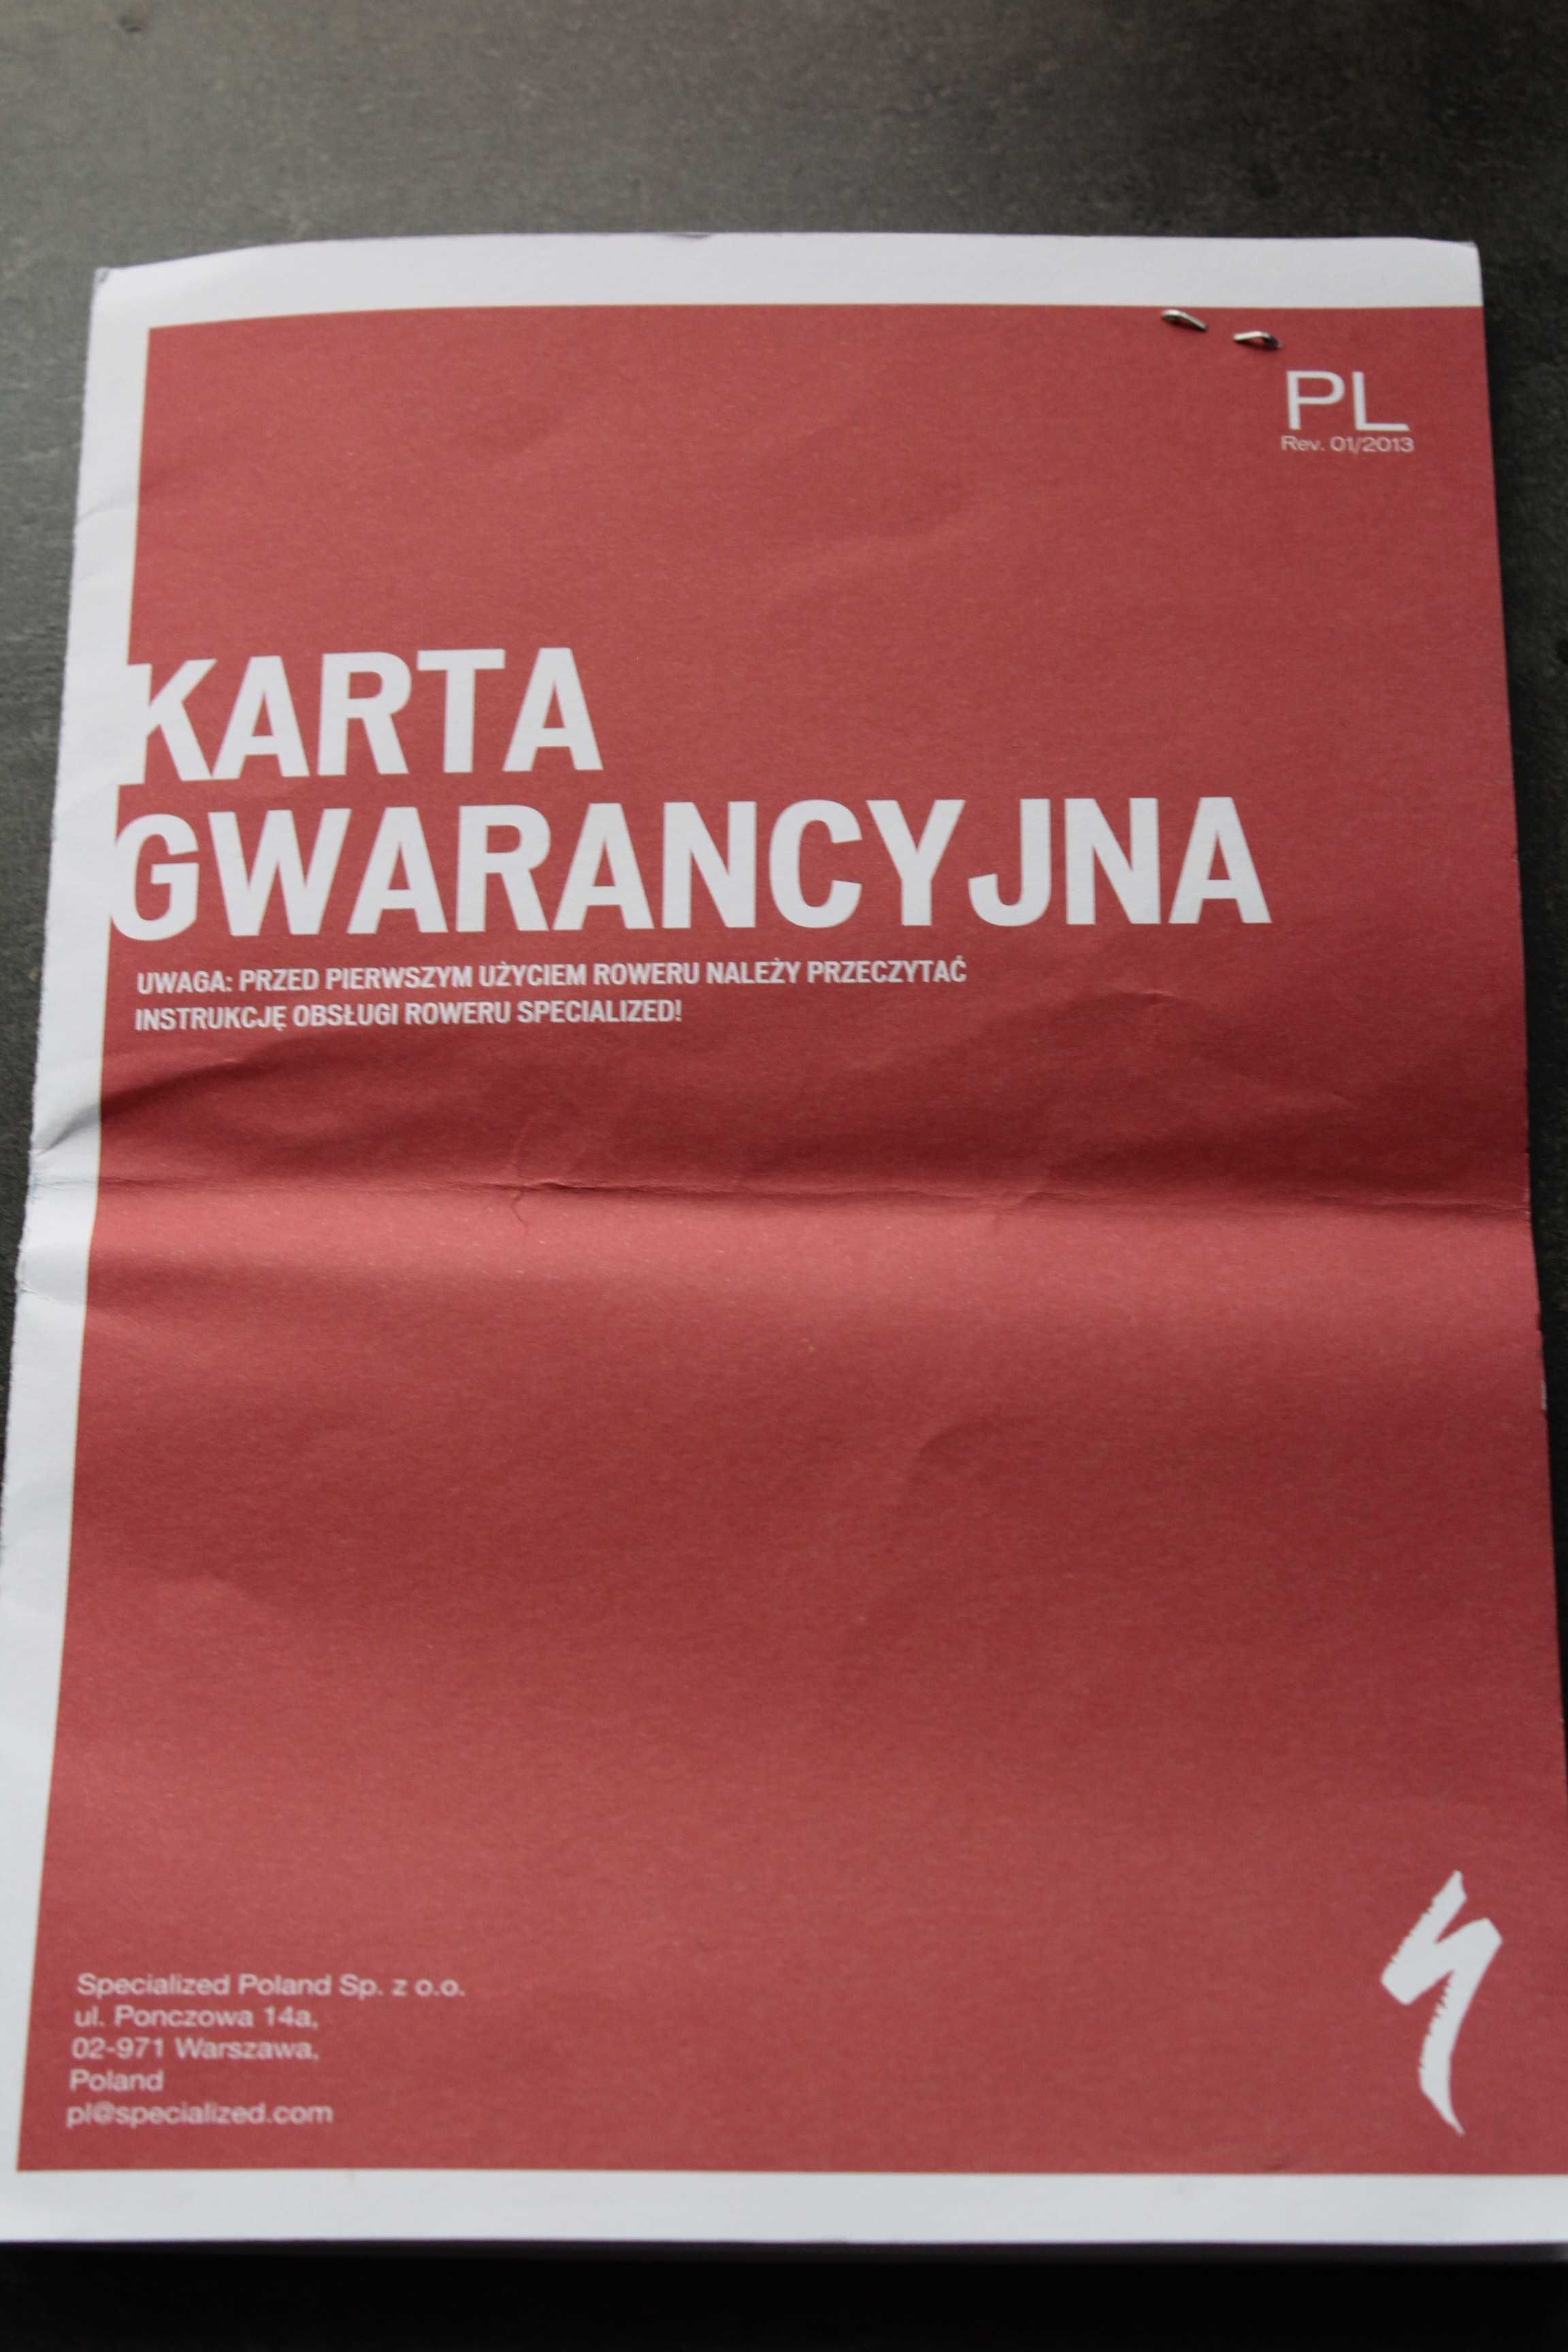 PL
Rev. 01/2013
KARTA
GWARANCYJNA
UWAGA: PRZED PIERWSZYM UŻYCIEM ROWERU NALEŻY PRZECZYTAĆ
INSTRUKCJĘ OBSŁUGI ROWERU SPECIALIZED!
Specialized Poland Sp. z o.o.
ul. Ponczowa 14a,
02-971 Warszawa,
Poland
pl@specialized.com